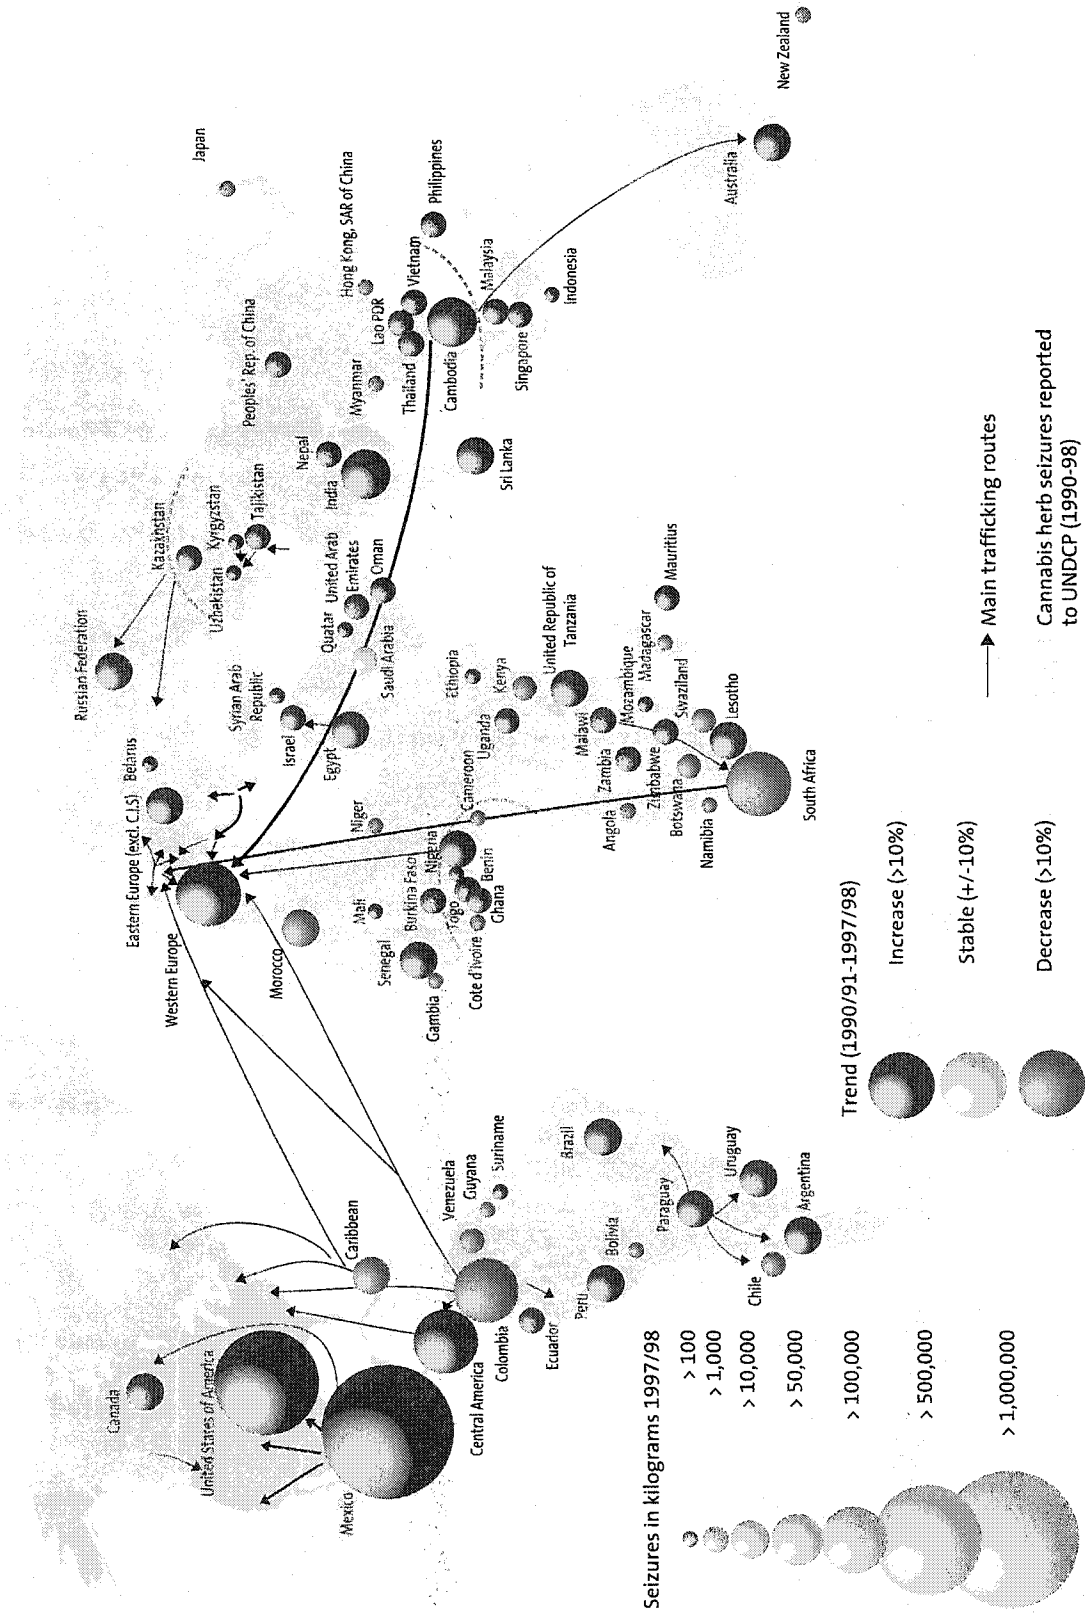 Canada
United States of America
Mexico
Central America
Caribbean
Colombia
Ecuador
Venezuela
Guyana
Suriname
Peru
Bolivia
Brazil
Paraguay
Uruguay
Chile
Argentina
Eastern Europe (excl. C.I.S)
Western Europe
Belarus
Russian Federation
Kazakhstan
Uzbekistan
Kyrgyzstan
Tajikistan
Morocco
Senegal
Gambia
Mali
Burkina Faso
Cote d'ivoire
Togo
Ghana
Benin
Nigeria
Niger
Cameroon
Syrian Arab
Republic
Israel
Egypt
Saudi Arabia
Quatar
United Arab
Emirates
Oman
Ethiopia
Kenya
Uganda
United Republic of
Tanzania
Malawi
Mozambique
Madagascar
Mauritius
Zambia
Zimbabwe
Swaziland
Lesotho
Angola
Botswana
Namibia
South Africa
Nepal
India
Sri Lanka
Peoples' Rep. of China
Myanmar
Hong Kong, SAR of China
Lao PDR
Thailand
Vietnam
Cambodia
Philippines
Malaysia
Singapore
Indonesia
Japan
Australia
New Zealand
Seizures in kilograms 1997/98
> 100
> 1,000
> 10,000
> 50,000
> 100,000
> 500,000
> 1,000,000
Trend (1990/91-1997/98)
Increase (>10%)
Stable (+/-10%)
Decrease (>10%)
Main trafficking routes
Cannabis herb seizures reported
to UNDCP (1990-98)